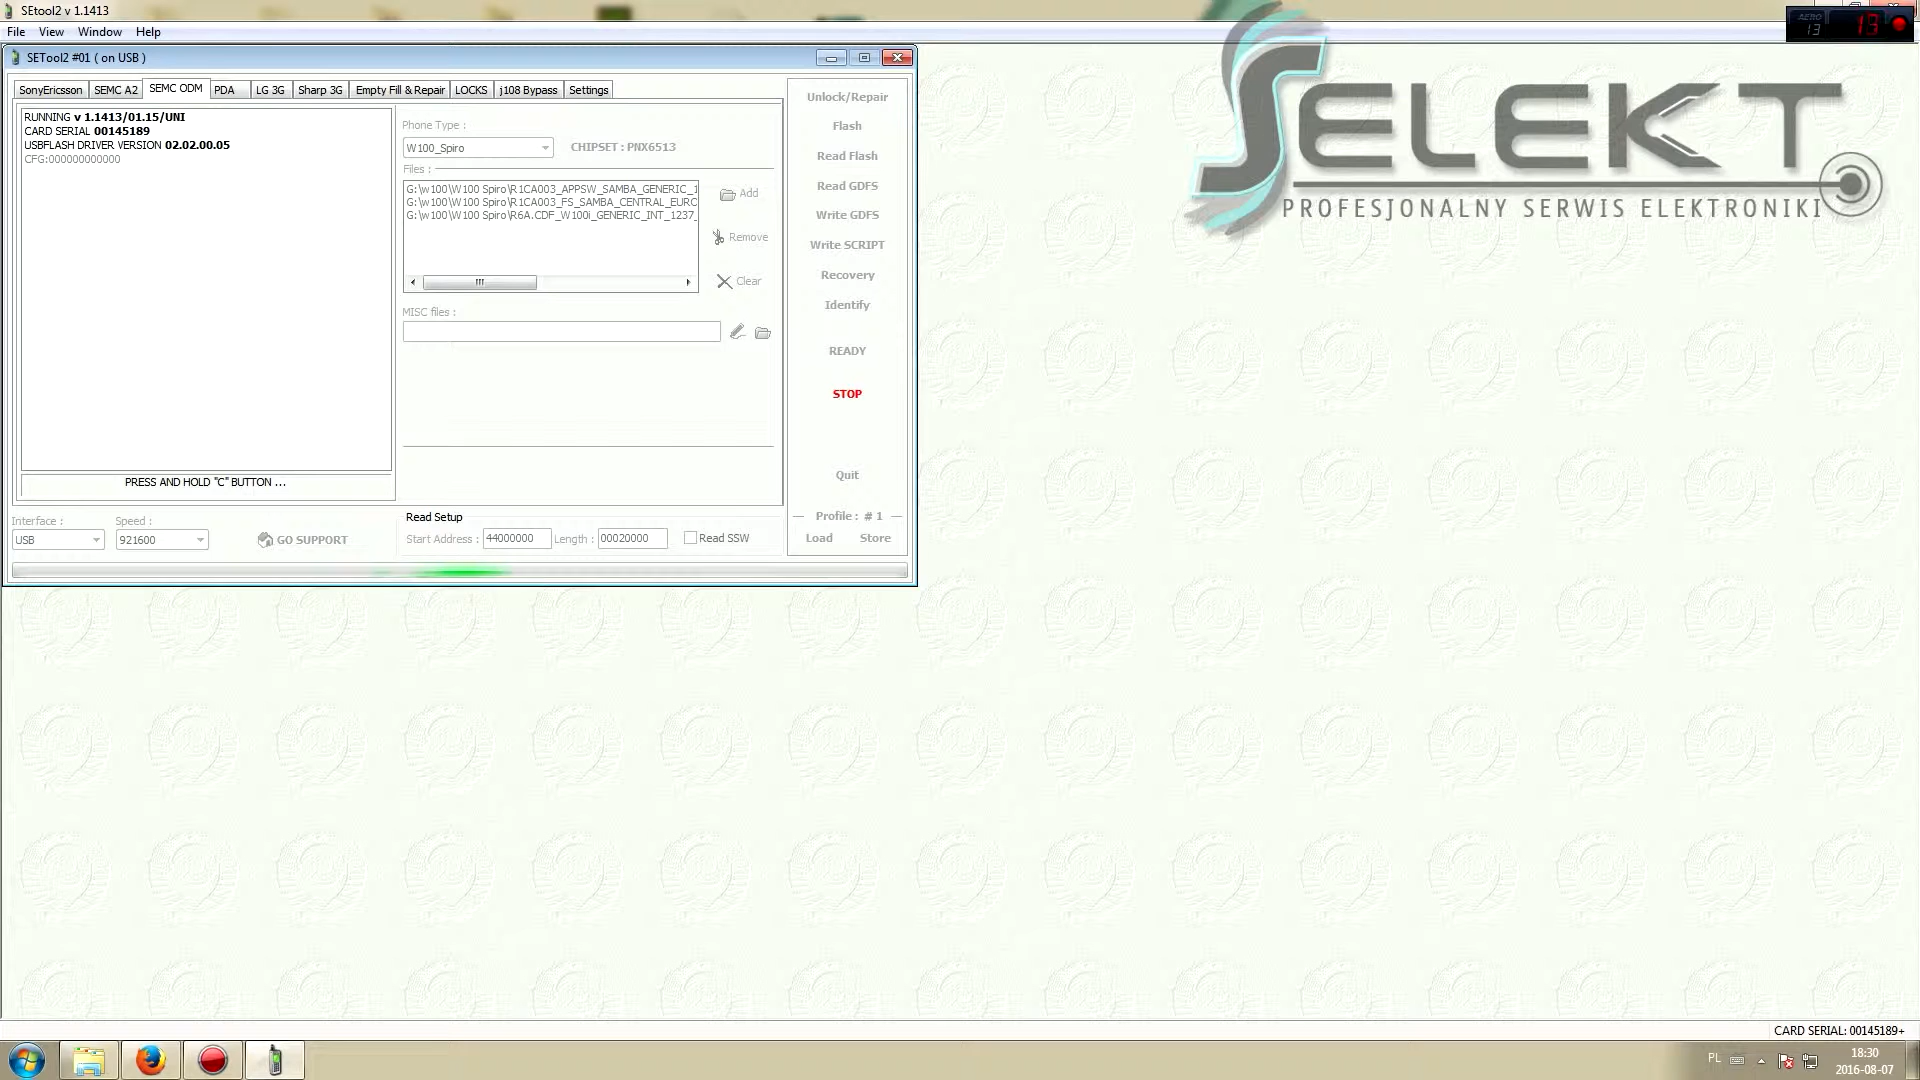 SEtool2 v 1.1413
File View Window Help
AERO
13
13
SETool2 #01 ( on USB )
SonyEricsson SEMC A2 SEMC ODM PDA LG 3G Sharp 3G Empty Fill & Repair LOCKS j108 Bypass Settings
RUNNING v 1.1413/01.15/UNI
CARD SERIAL 00145189
USBFLASH DRIVER VERSION 02.02.00.05
CFG:000000000000
PRESS AND HOLD "C" BUTTON ...
Phone Type :
W100_Spiro
CHIPSET : PNX6513
Files :
G:\w100\W100 Spiro\R1CA003_APPSW_SAMBA_GENERIC_1
G:\w100\W100 Spiro\R1CA003_FS_SAMBA_CENTRAL_EURO
G:\w100\W100 Spiro\R6A.CDF_W100i_GENERIC_INT_1237_
Add
Remove
Clear
MISC files :
Unlock/Repair
Flash
Read Flash
Read GDFS
Write GDFS
Write SCRIPT
Recovery
Identify
READY
STOP
Quit
Profile : # 1
Load Store
Interface :
USB
Speed :
921600
GO SUPPORT
Read Setup
Start Address : 44000000 Length : 00020000 Read SSW
SELEKT
PROFESJONALNY SERWIS ELEKTRONIKI
CARD SERIAL: 00145189+
PL
18:30
2016-08-07